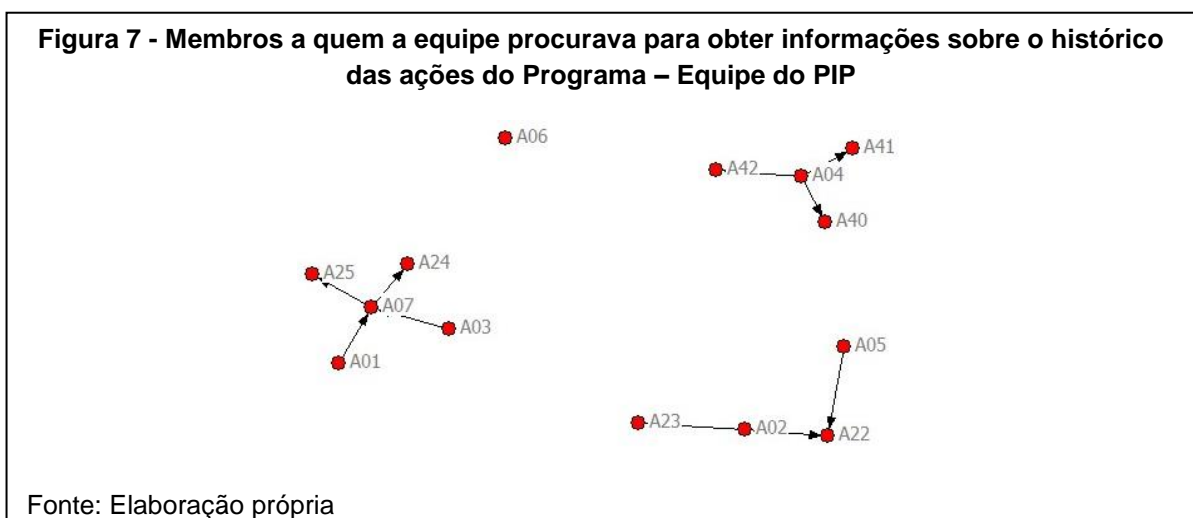 Figura 7 - Membros a quem a equipe procurava para obter informações sobre o histórico
das ações do Programa – Equipe do PIP
A06
A41
A42
A04
A40
A24
A25
A07
A03
A01
A05
A23
A02
A22
Fonte: Elaboração própria